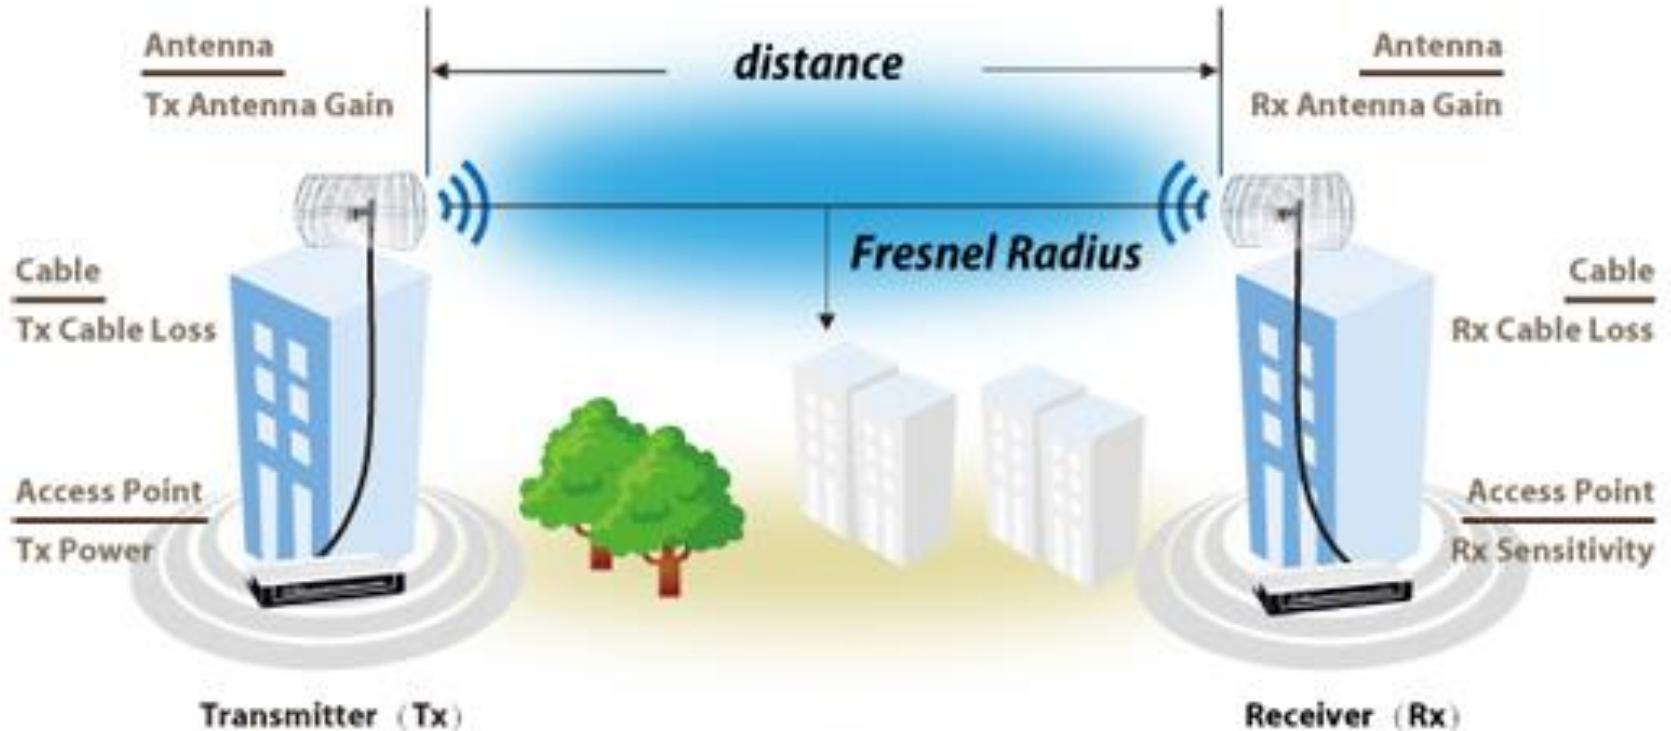 Antenna
Tx Antenna Gain
distance
Antenna
Rx Antenna Gain
Fresnel Radius
Cable
Tx Cable Loss
Cable
Rx Cable Loss
Access Point
Tx Power
Access Point
Rx Sensitivity
Transmitter (Tx)
Receiver (Rx)